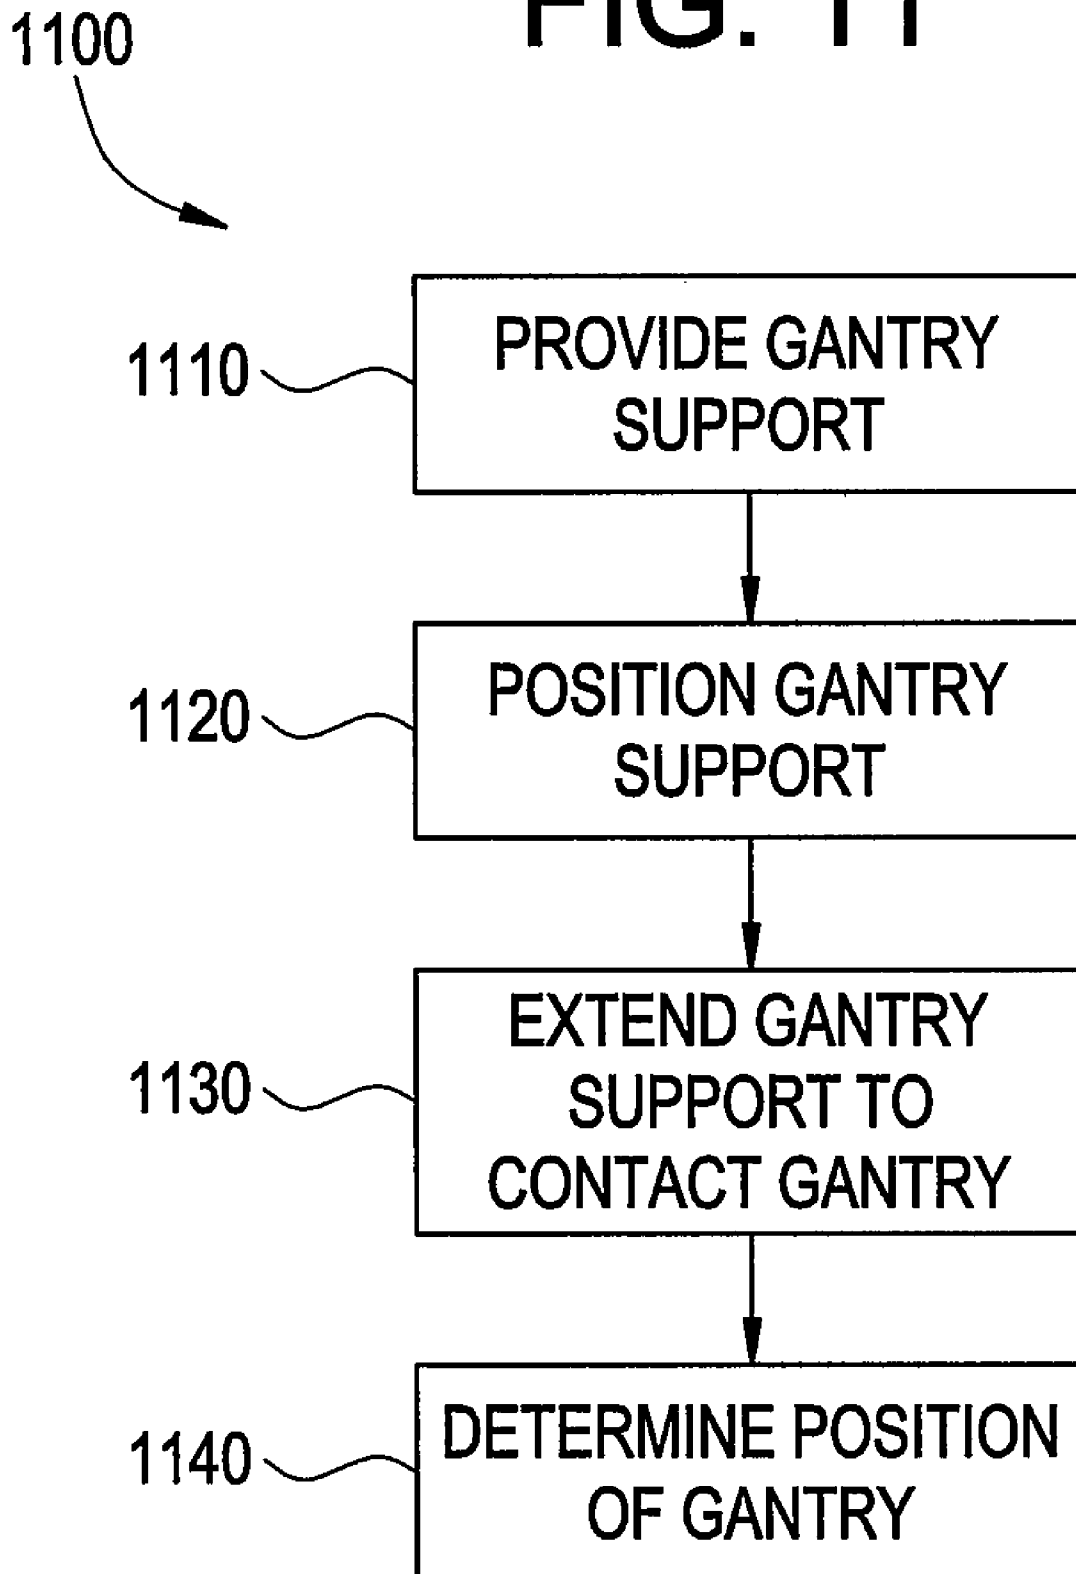 FIG. 11
1100
1110
PROVIDE GANTRY
SUPPORT
1120
POSITION GANTRY
SUPPORT
1130
EXTEND GANTRY
SUPPORT TO
CONTACT GANTRY
1140
DETERMINE POSITION
OF GANTRY